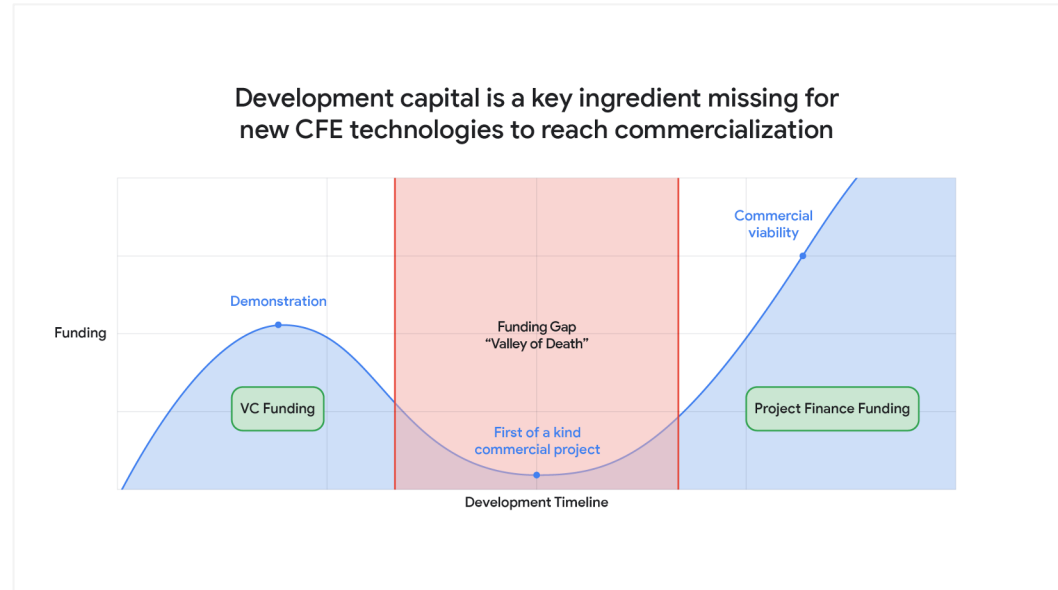 Development capital is a key ingredient missing for
new CFE technologies to reach commercialization
Commercial
viability
Demonstration
Funding
Funding Gap
“Valley of Death”
VC Funding
Project Finance Funding
First of a kind
commercial project
Development Timeline